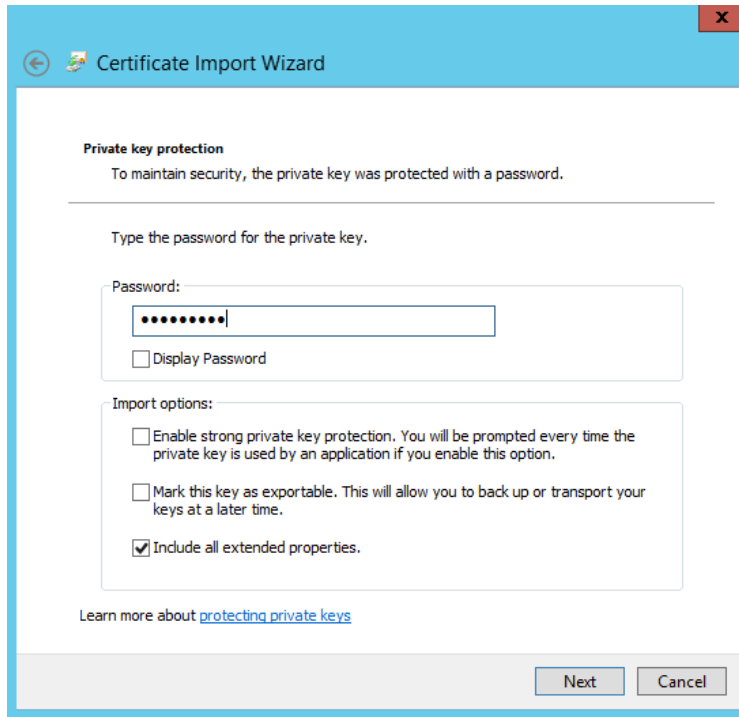 x
Certificate Import Wizard
Private key protection
To maintain security, the private key was protected with a password.
Type the password for the private key.
Password:
•••••••••
Display Password
Import options:
Enable strong private key protection. You will be prompted every time the
private key is used by an application if you enable this option.
Mark this key as exportable. This will allow you to back up or transport your
keys at a later time.
Include all extended properties.
Learn more about protecting private keys
Next Cancel